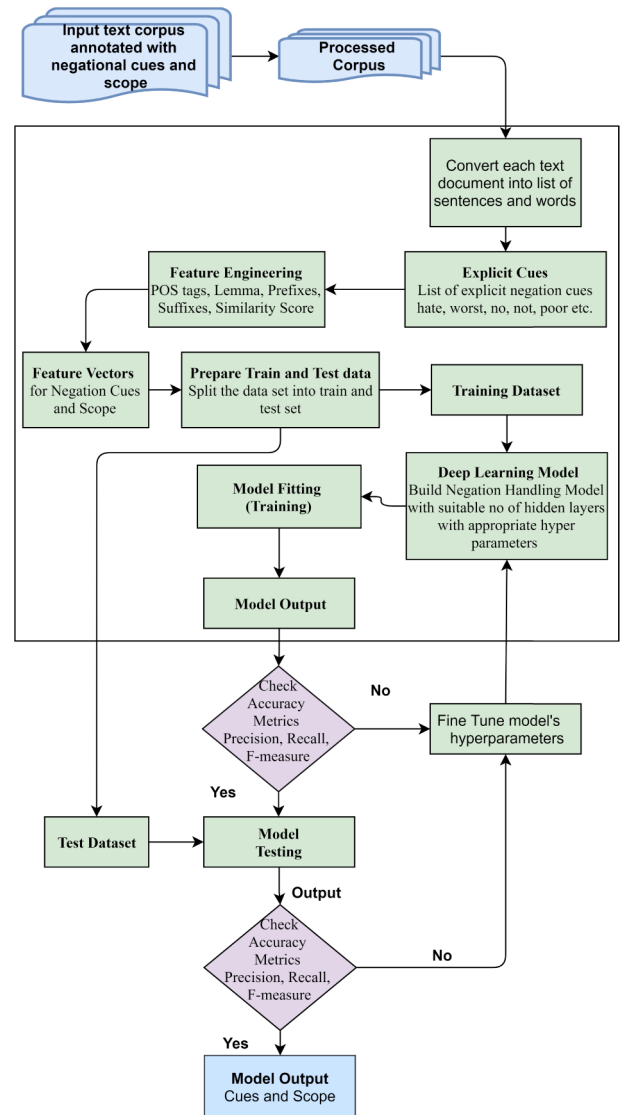 Input text corpus
annotated with
negational cues and
scope
Processed
Corpus
Convert each text
document into list of
sentences and words
Feature Engineering
POS tags, Lemma, Prefixes,
Suffixes, Similarity Score
Explicit Cues
List of explicit negation cues
hate, worst, no, not, poor etc.
Feature Vectors
for Negation Cues
and Scope
Prepare Train and Test data
Split the data set into train and
test set
Training Dataset
Deep Learning Model
Build Negation Handling Model
with suitable no of hidden layers
with appropriate hyper
parameters
Model Fitting
(Training)
Model Output
Check
Accuracy
Metrics
Precision, Recall,
F-measure
No
Fine Tune model's
hyperparameters
Yes
Test Dataset
Model
Testing
Output
Check
Accuracy
Metrics
Precision, Recall,
F-measure
No
Yes
Model Output
Cues and Scope